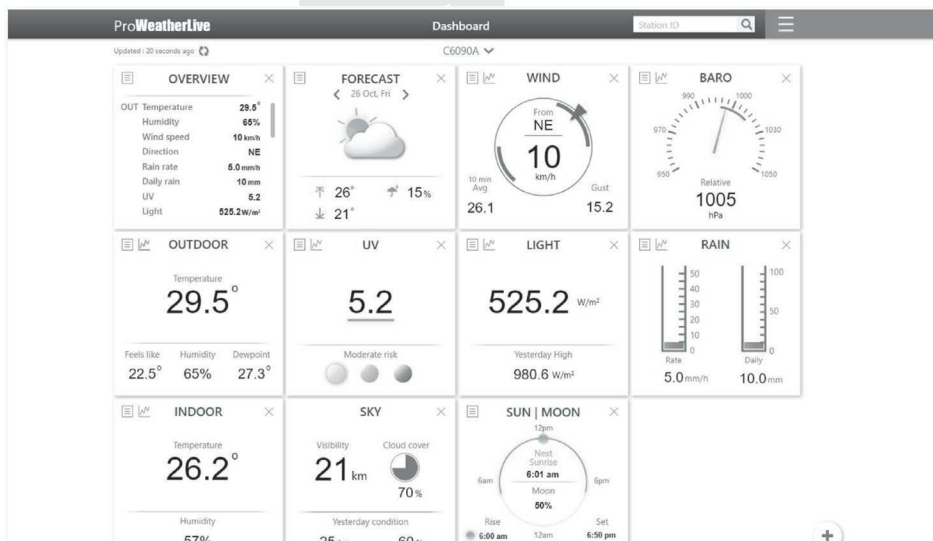 ProWeatherLive
Dashboard
Station ID
Updated : 20 seconds ago
C6090A
OVERVIEW
OUT Temperature 29.5°
Humidity 65%
Wind speed 10 km/h
Direction NE
Rain rate 5.0 mm/h
Daily rain 10 mm
UV 5.2
Light 525.2 W/m²
FORECAST
26 Oct, Fri
26° 15%
21°
WIND
From
NE
10
km/h
10 min
Avg
26.1
Gust
15.2
BARO
990 1000
970 1030
950 1050
Relative
1005
hPa
OUTDOOR
Temperature
29.5°
Feels like Humidity Dewpoint
22.5° 65% 27.3°
UV
5.2
Moderate risk
LIGHT
525.2 W/m²
Yesterday High
980.6 W/m²
RAIN
50 100
40
30 50
20
10
0 0
Rate Daily
5.0 mm/h 10.0 mm
INDOOR
Temperature
26.2°
Humidity
57%
SKY
Visibility Cloud cover
21 km
70%
Yesterday condition
25 60%
SUN | MOON
12pm
Next
Sunrise
6:01 am
6am 6pm
Moon
50%
Rise Set
6:00 am 12am 6:50 pm